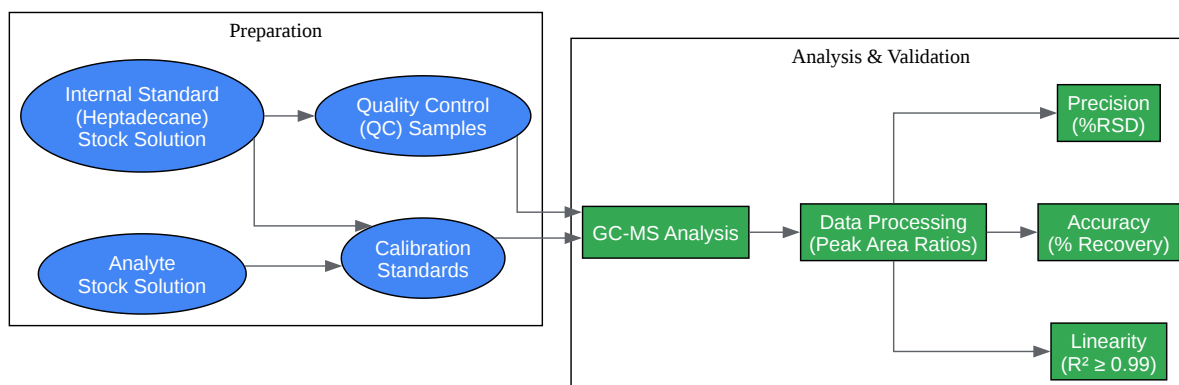 Preparation
Internal Standard
(Heptadecane)
Stock Solution
Quality Control
(QC) Samples
Analyte
Stock Solution
Calibration
Standards
Analysis & Validation
GC-MS Analysis
Data Processing
(Peak Area Ratios)
Precision
(%RSD)
Accuracy
(% Recovery)
Linearity
(R² ≥ 0.99)